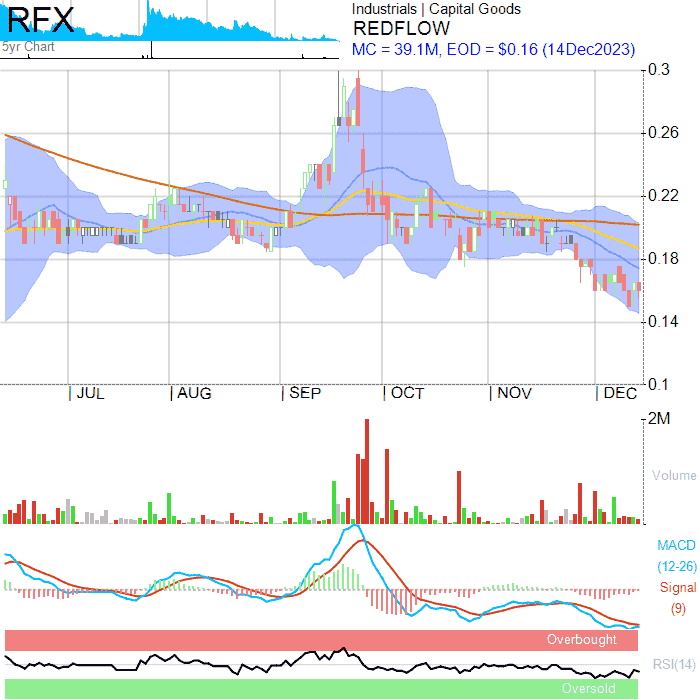 RFX
5yr Chart
Industrials | Capital Goods
REDFLOW
MC = 39.1M, EOD = $0.16 (14Dec2023)
0.3
0.26
0.22
0.18
0.14
0.1
JUL AUG SEP OCT NOV DEC
2M
Volume
MACD
(12-26)
Signal
(9)
Overbought
RSI(14)
Oversold